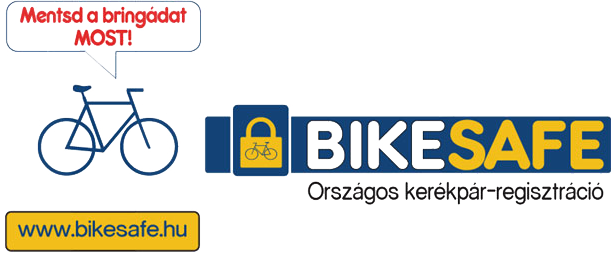 Mentsd a bringádat
MOST!
BIKESAFE
Országos kerékpár-regisztráció
www.bikesafe.hu